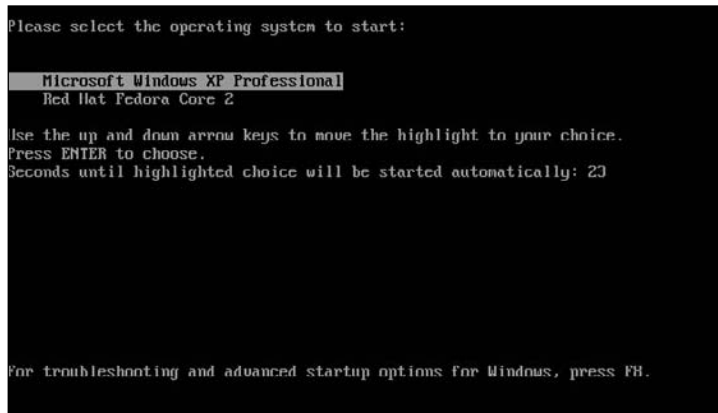 Please select the operating system to start:
Microsoft Windows XP Professional
Red Hat Fedora Core 2
Use the up and down arrow keys to move the highlight to your choice.
Press ENTER to choose.
Seconds until highlighted choice will be started automatically: 23
For troubleshooting and advanced startup options for Windows, press F8.